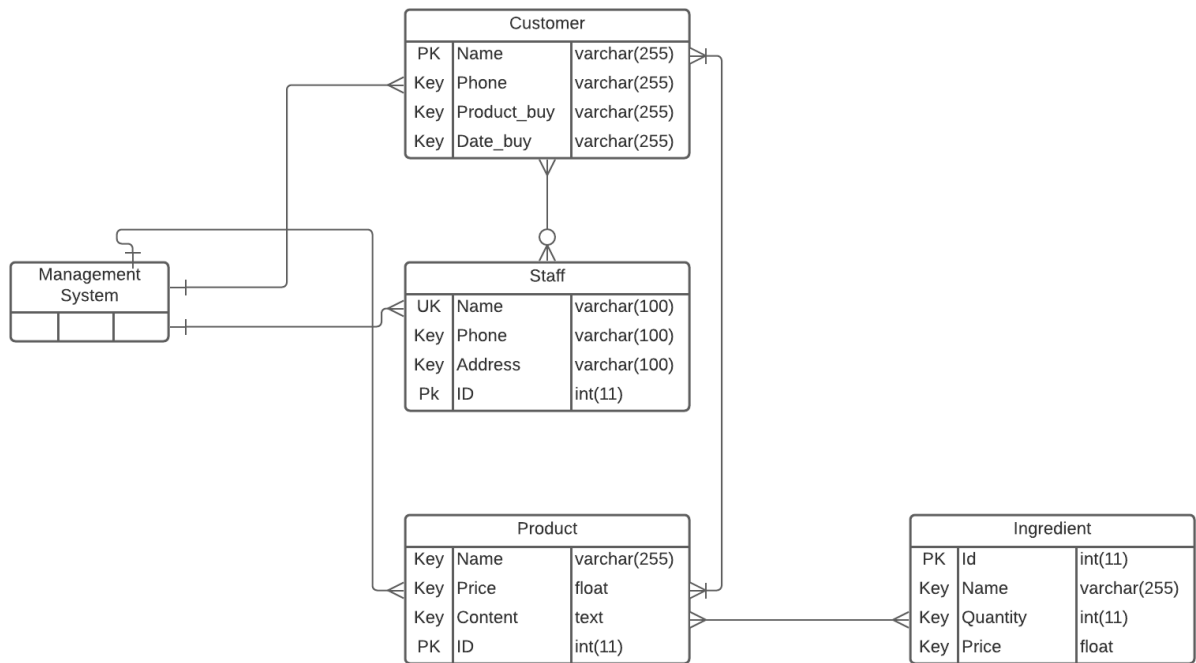 Customer
PK Name varchar(255)
Key Phone varchar(255)
Key Product_buy varchar(255)
Key Date_buy varchar(255)
Management
System
Staff
UK Name varchar(100)
Key Phone varchar(100)
Key Address varchar(100)
Pk ID int(11)
Product
Key Name varchar(255)
Key Price float
Key Content text
PK ID int(11)
Ingredient
PK Id int(11)
Key Name varchar(255)
Key Quantity int(11)
Key Price float